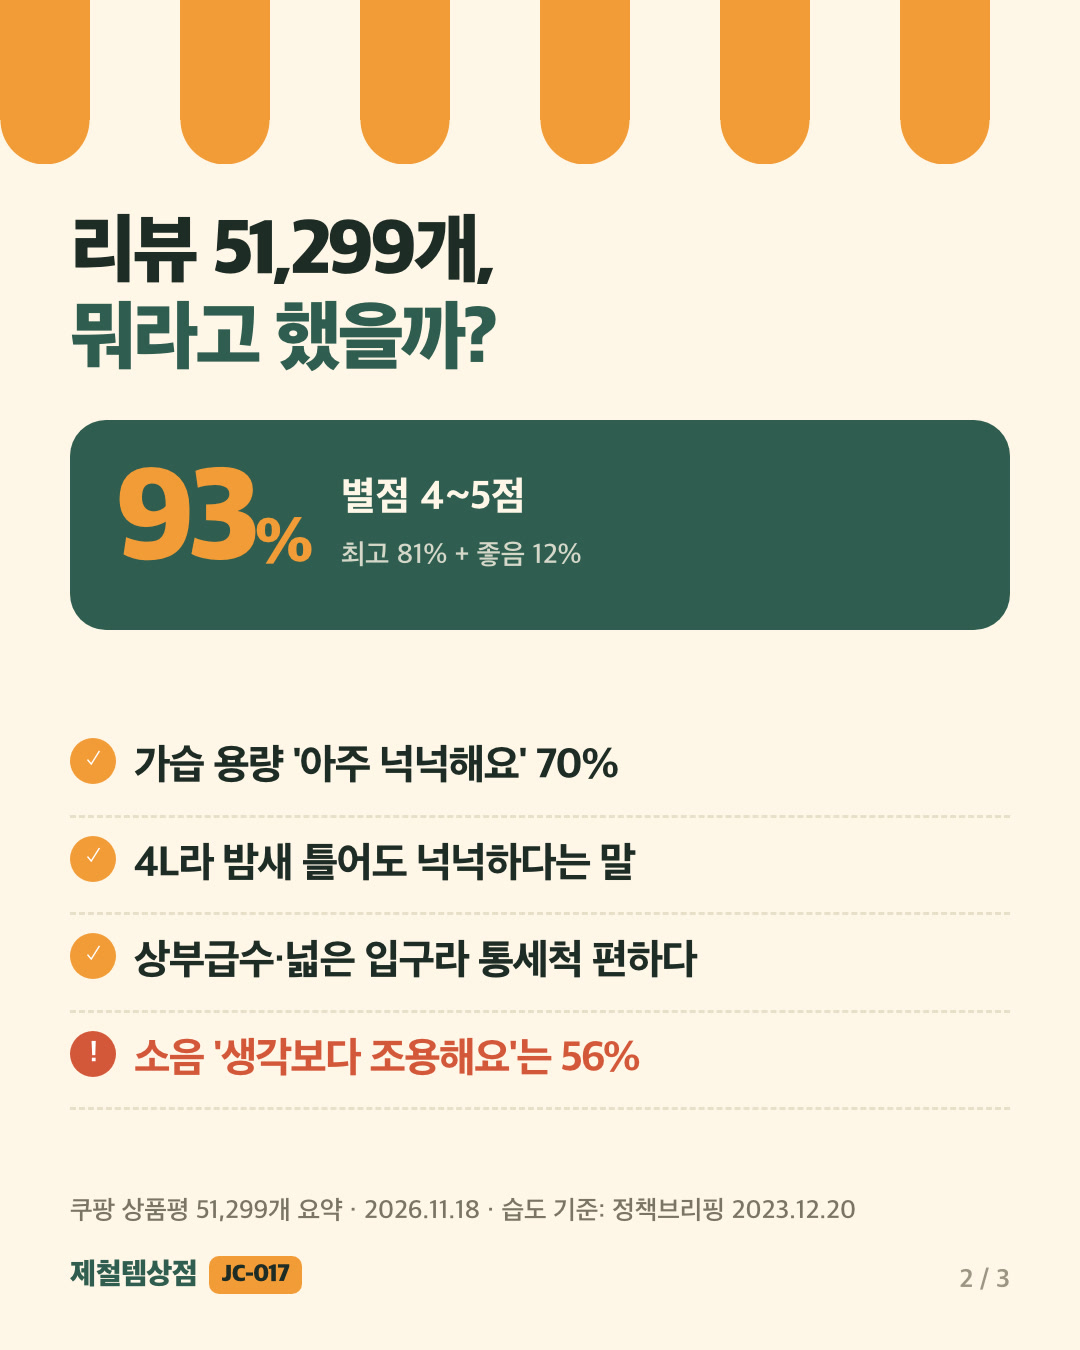 리뷰 51,299개,
뭐라고 했을까?
93%
별점 4~5점
최고 81% + 좋음 12%
✓ 가습 용량 '아주 넉넉해요' 70%
✓ 4L라 밤새 틀어도 넉넉하다는 말
✓ 상부급수·넓은 입구라 통세척 편하다
! 소음 '생각보다 조용해요'는 56%
쿠팡 상품평 51,299개 요약 · 2026.11.18 · 습도 기준: 정책브리핑 2023.12.20
제철템상점 JC-017
2 / 3